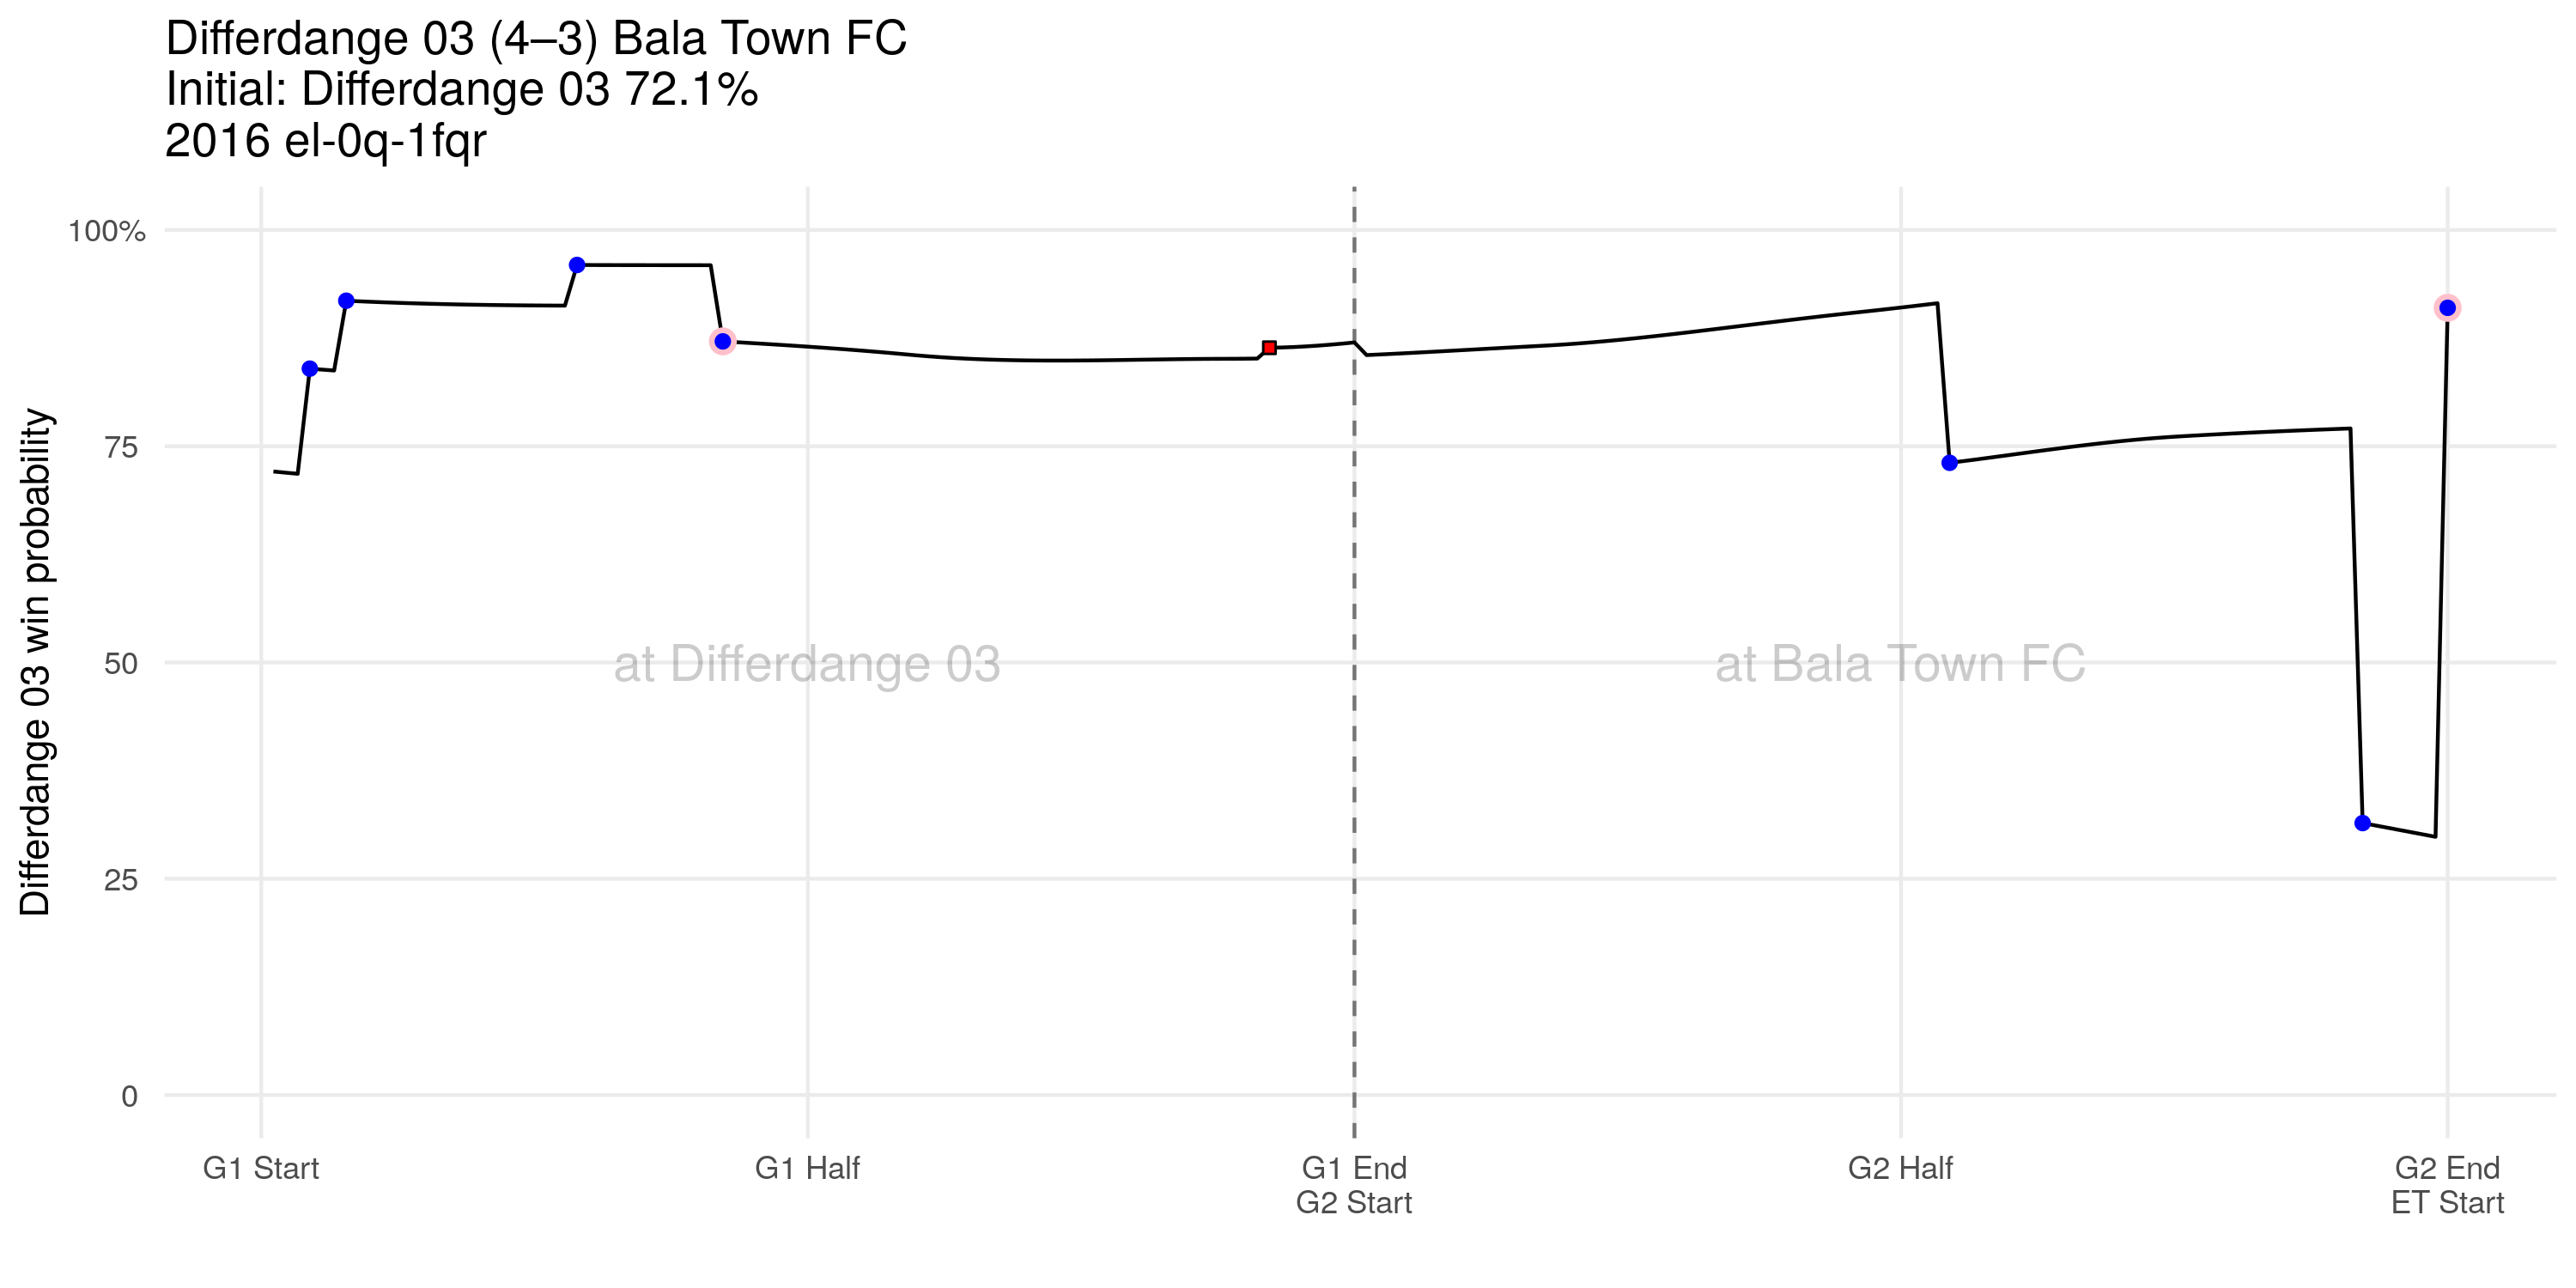 Differdange 03 (4–3) Bala Town FC
Initial: Differdange 03 72.1%
2016 el-0q-1fqr
Differdange 03 win probability
100%
75
50
25
0
at Differdange 03
at Bala Town FC
G1 Start
G1 Half
G1 End
G2 Start
G2 Half
G2 End
ET Start